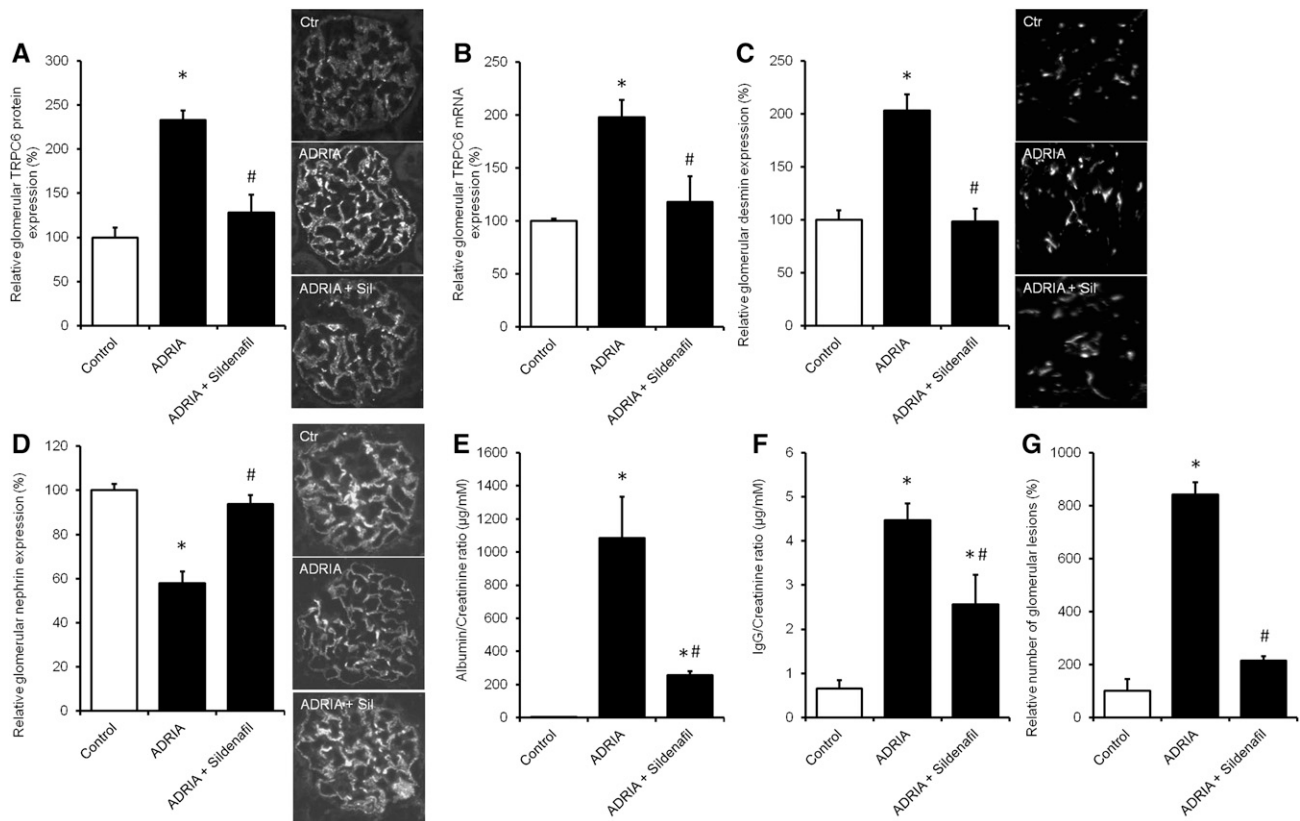 A
Relative glomerular TRPC6 protein
expression (%)
300
250
200
150
100
50
0
*
#
Control
ADRIA
ADRIA + Sildenafil
Ctr
ADRIA
ADRIA + Sil
B
Relative glomerular TRPC6 mRNA
expression (%)
250
200
150
100
50
0
*
#
Control
ADRIA
ADRIA + Sildenafil
C
Relative glomerular desmin expression (%)
250
200
150
100
50
0
*
#
Control
ADRIA
ADRIA + Sildenafil
Ctr
ADRIA
ADRIA + Sil
D
Relative glomerular nephrin expression (%)
120
100
80
60
40
20
0
*
#
Control
ADRIA
ADRIA + Sildenafil
Ctr
ADRIA
ADRIA + Sil
E
Albumin/Creatinine ratio (µg/mM)
1600
1400
1200
1000
800
600
400
200
0
*
*#
Control
ADRIA
ADRIA + Sildenafil
F
IgG/Creatinine ratio (µg/mM)
6
5
4
3
2
1
0
*
*#
Control
ADRIA
ADRIA + Sildenafil
G
Relative number of glomerular lesions (%)
1000
800
600
400
200
0
*
#
Control
ADRIA
ADRIA + Sildenafil